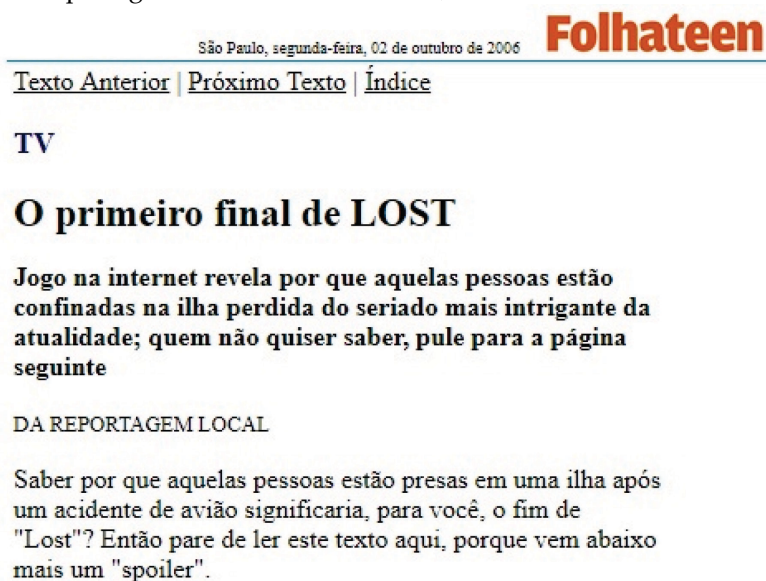 Folhateen
São Paulo, segunda-feira, 02 de outubro de 2006
Texto Anterior | Próximo Texto | Índice
TV
O primeiro final de LOST
Jogo na internet revela por que aquelas pessoas estão
confinadas na ilha perdida do seriado mais intrigante da
atualidade; quem não quiser saber, pule para a página
seguinte
DA REPORTAGEM LOCAL
Saber por que aquelas pessoas estão presas em uma ilha após
um acidente de avião significaria, para você, o fim de
"Lost"? Então pare de ler este texto aqui, porque vem abaixo
mais um "spoiler".